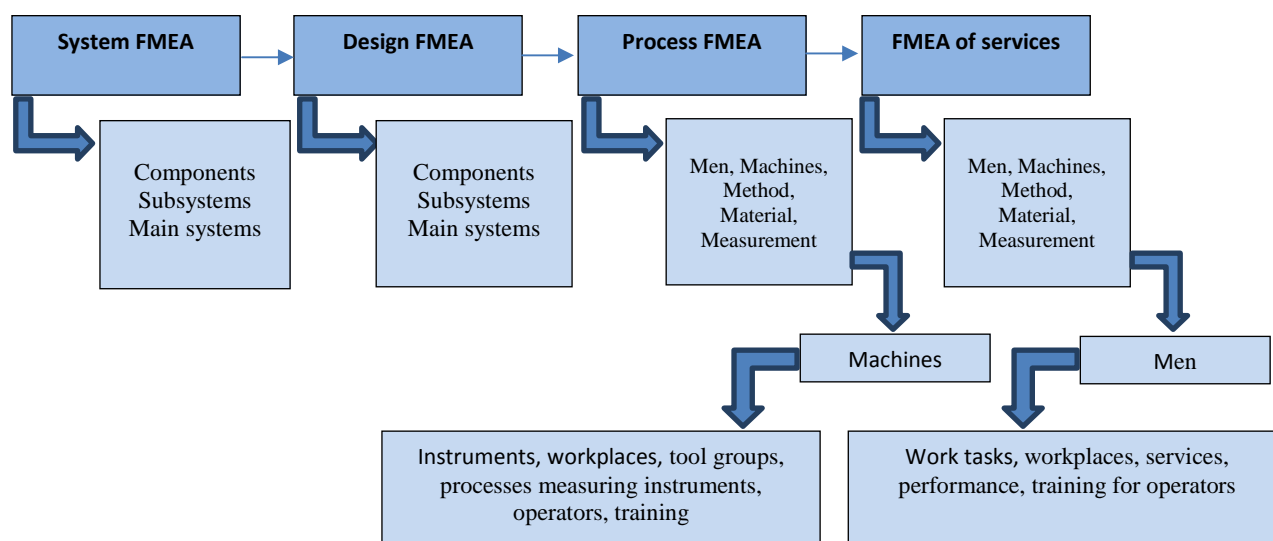 System FMEA
Design FMEA
Process FMEA
FMEA of services
Components
Subsystems
Main systems
Components
Subsystems
Main systems
Men, Machines,
Method,
Material,
Measurement
Men, Machines,
Method,
Material,
Measurement
Machines
Men
Instruments, workplaces, tool groups,
processes measuring instruments,
operators, training
Work tasks, workplaces, services,
performance, training for operators